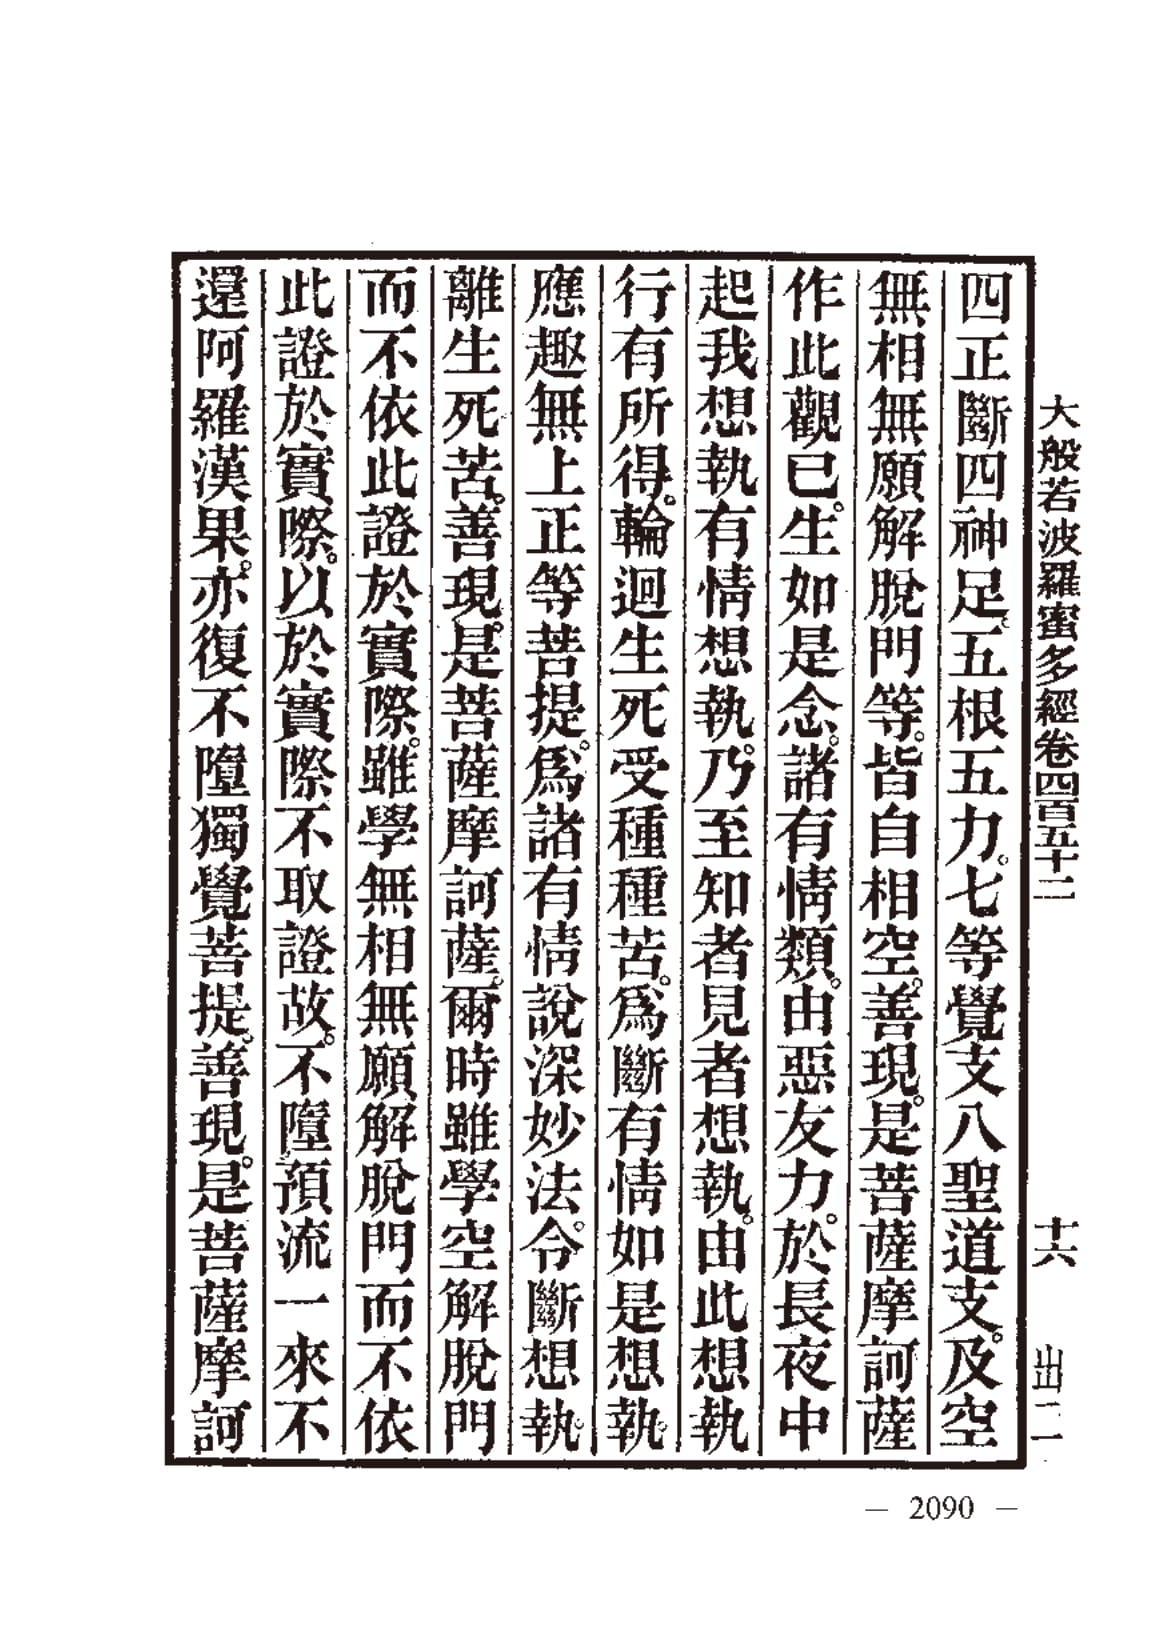 大般若波羅蜜多經卷四百五十二 十六 出二
四正斷四神足。五根五力。七等覺支八聖道支。及空
無相無願解脫門等。皆自相空。善現。是菩薩摩訶薩
作此觀已。生如是念。諸有情類。由惡友力。於長夜中
起我想執有情想執。乃至知者見者想執。由此想執
行有所得。輪迴生死受種種苦。爲斷有情如是想執。
應趣無上正等菩提。爲諸有情說深妙法。令斷想執。
離生死苦。善現。是菩薩摩訶薩。爾時雖學空解脫門
而不依此證於實際。雖學無相無願解脫門而不依
此證於實際。以於實際不取證故。不墮預流一來不
還阿羅漢果。亦復不墮獨覺菩提。善現。是菩薩摩訶
— 2090 —